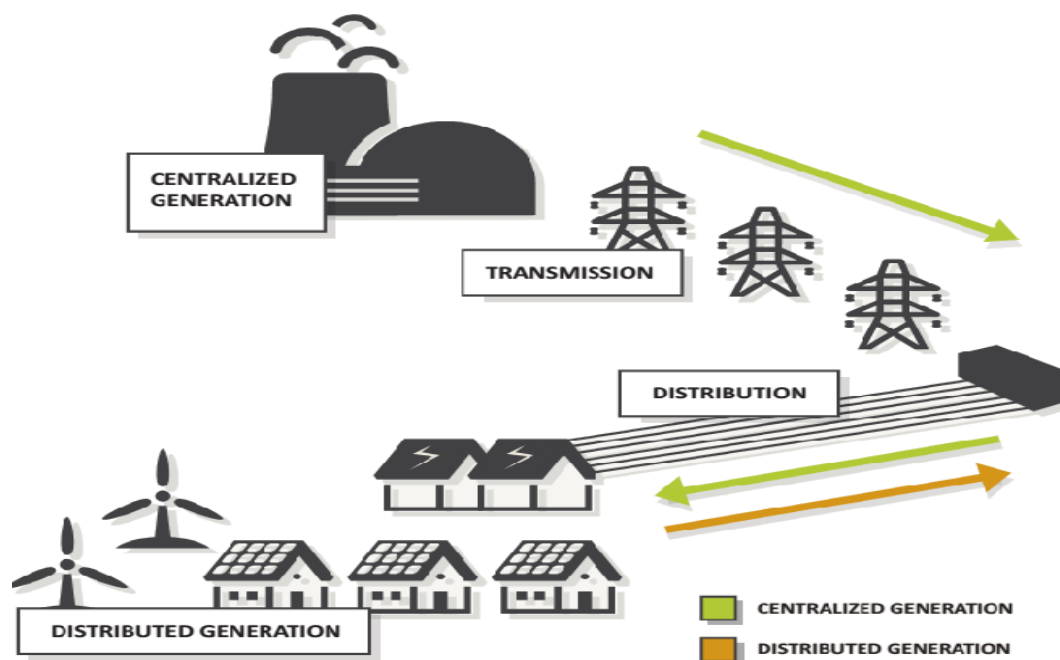 CENTRALIZED
GENERATION
TRANSMISSION
DISTRIBUTION
DISTRIBUTED GENERATION
CENTRALIZED GENERATION
DISTRIBUTED GENERATION